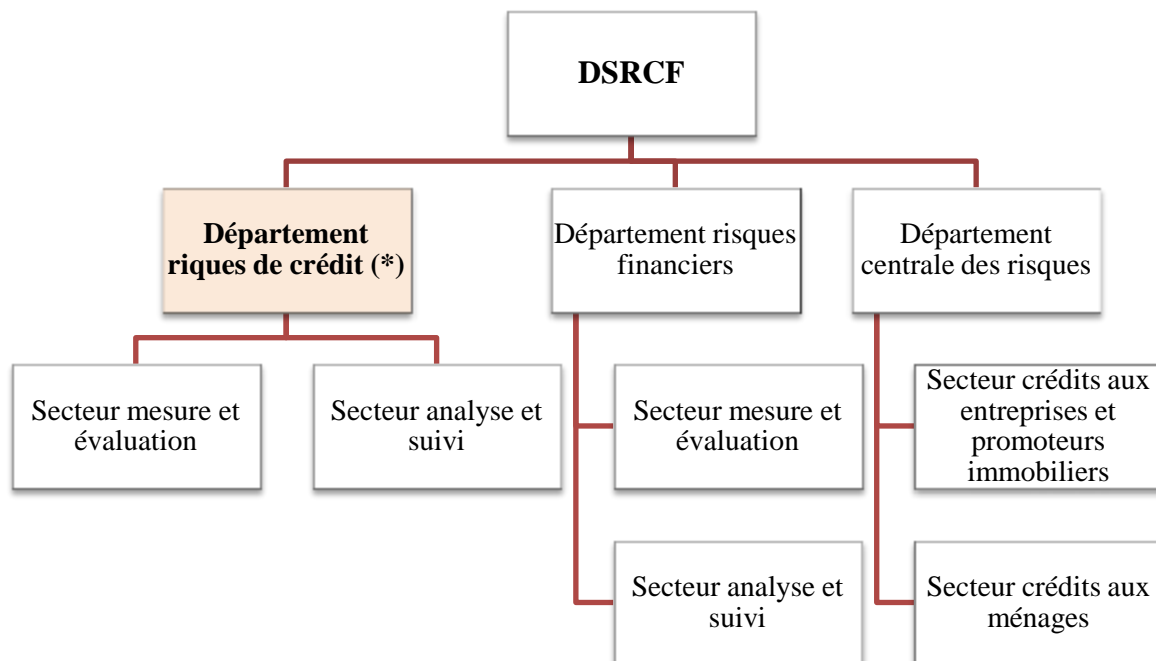 DSRCF
Département
riques de crédit (*)
Département risques
financiers
Département
centrale des risques
Secteur mesure et
évaluation
Secteur analyse et
suivi
Secteur mesure et
évaluation
Secteur crédits aux
entreprises et
promoteurs
immobiliers
Secteur analyse et
suivi
Secteur crédits aux
ménages